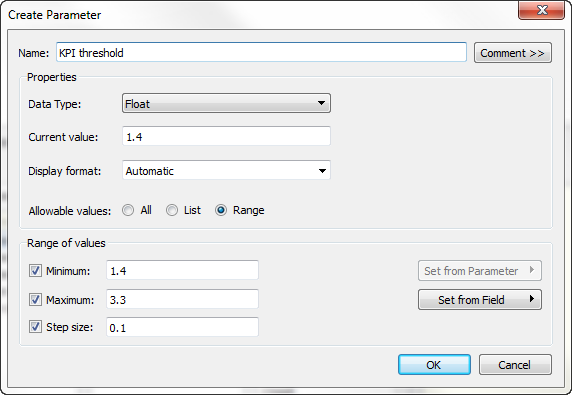 Create Parameter
Name: KPI threshold Comment >>
Properties
Data Type: Float
Current value: 1.4
Display format: Automatic
Allowable values: All List Range
Range of values
Minimum: 1.4 Set from Parameter
Maximum: 3.3 Set from Field
Step size: 0.1
OK Cancel